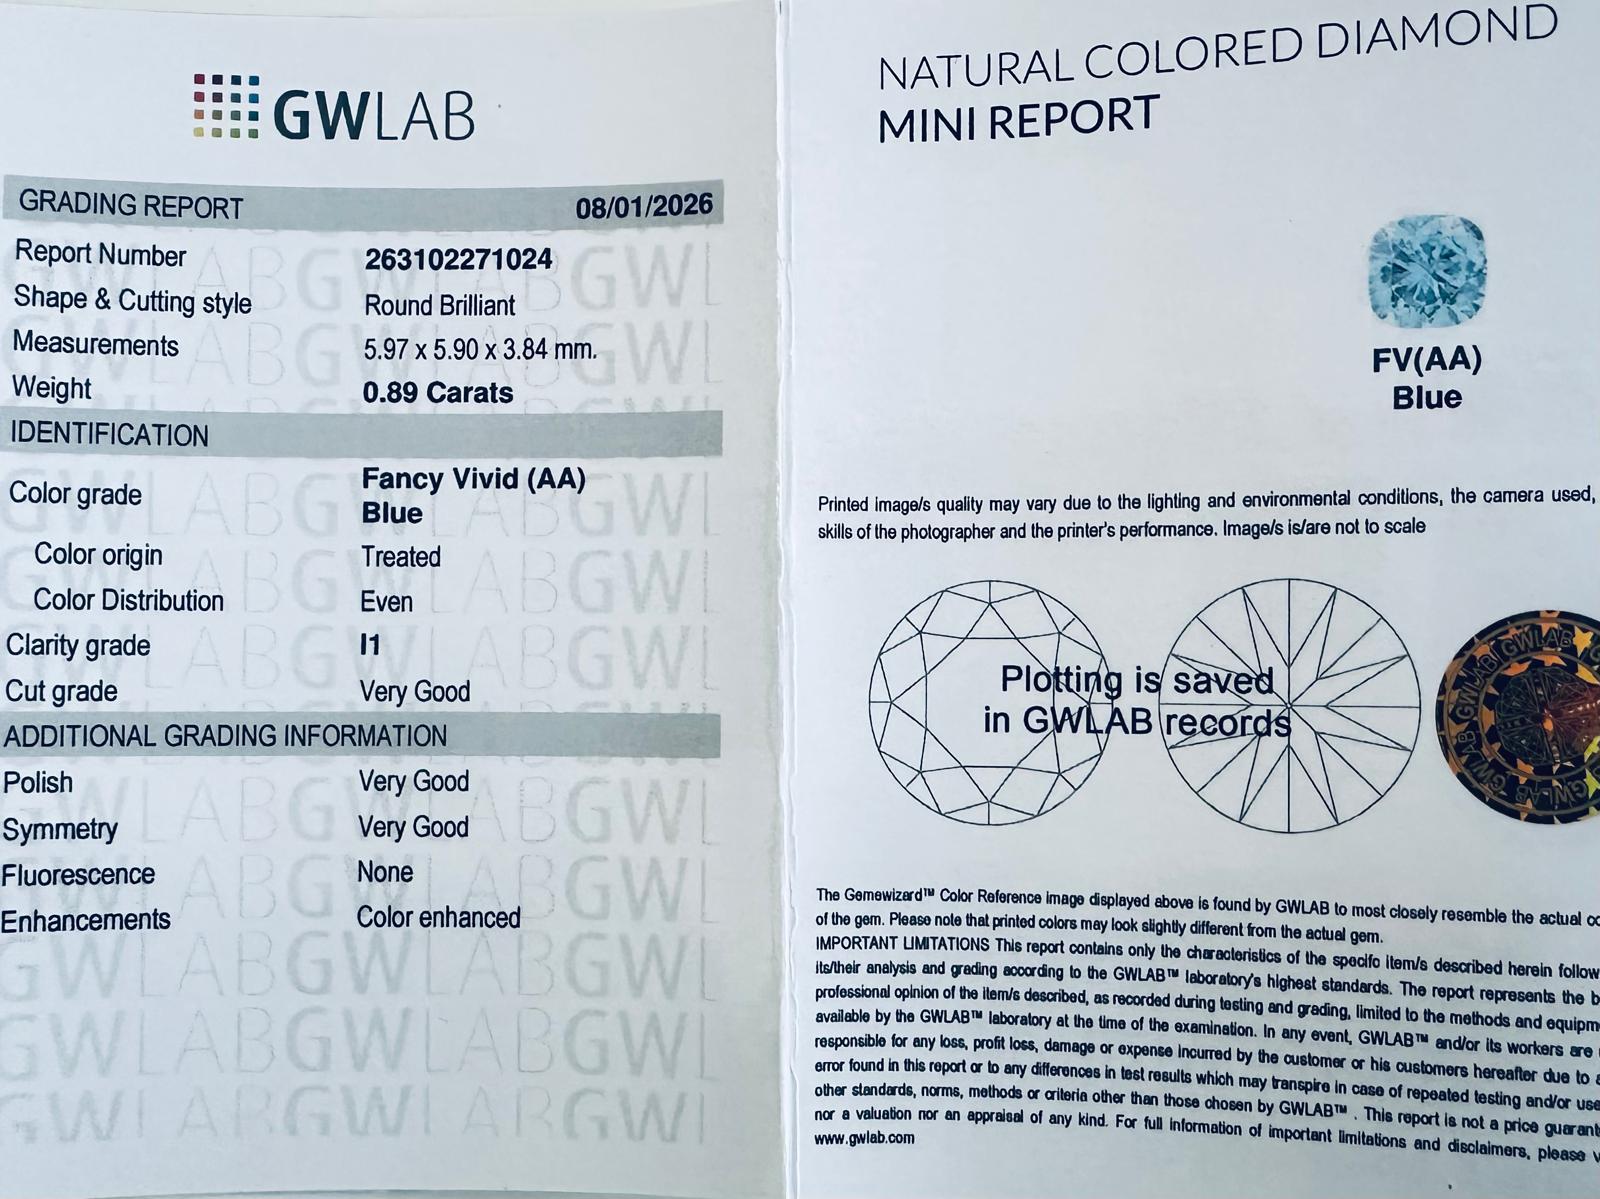 GWLAB
GRADING REPORT 08/01/2026
Report Number 263102271024
Shape & Cutting style Round Brilliant
Measurements 5.97 x 5.90 x 3.84 mm.
Weight 0.89 Carats
IDENTIFICATION
Color grade Fancy Vivid (AA)
Blue
Color origin Treated
Color Distribution Even
Clarity grade I1
Cut grade Very Good
ADDITIONAL GRADING INFORMATION
Polish Very Good
Symmetry Very Good
Fluorescence None
Enhancements Color enhanced
NATURAL COLORED DIAMOND
MINI REPORT
FV(AA)
Blue
Printed image/s quality may vary due to the lighting and environmental conditions, the camera used,
skills of the photographer and the printer's performance. Image/s is/are not to scale
Plotting is saved
in GWLAB records
GWLAB
The Gemewizard™ Color Reference image displayed above is found by GWLAB to most closely resemble the actual
of the gem. Please note that printed colors may look slightly different from the actual gem.
IMPORTANT LIMITATIONS This report contains only the characteristics of the specifc item/s described herein follow
its/their analysis and grading according to the GWLAB™ laboratory's highest standards. The report represents the
professional opinion of the item/s described, as recorded during testing and grading, limited to the methods and
available by the GWLAB™ laboratory at the time of the examination. In any event, GWLAB™ and/or its workers are
responsible for any loss, profit loss, damage or expense incurred by the customer or his customers hereafter due to
error found in this report or to any differences in test results which may transpire in case of repeated testing and/or use
other standards, norms, methods or criteria other than those chosen by GWLAB™ . This report is not a price
nor a valuation nor an appraisal of any kind. For full information of important limitations and disclaimers, please
www.gwlab.com